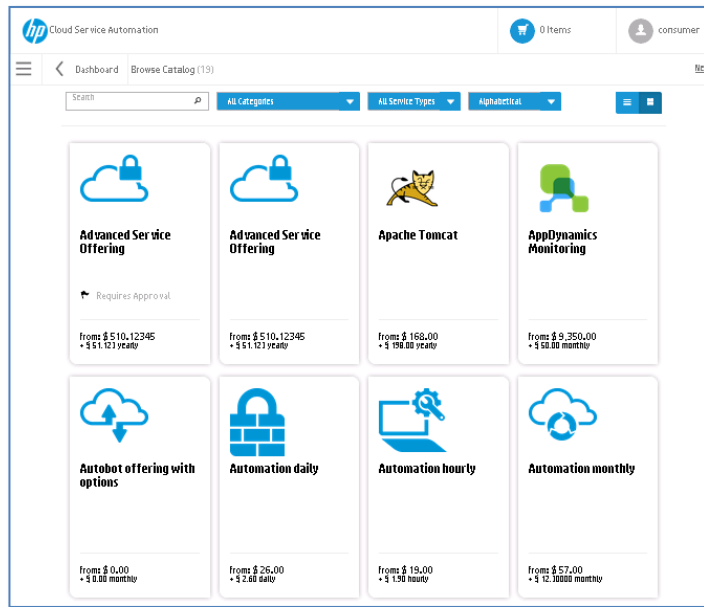 hp Cloud Service Automation
0 Items
consumer
Dashboard
Browse Catalog (19)
Search
All Categories
All Service Types
Alphabetical
Advanced Service
Offering
Requires Approval
from: $ 510.12345
+ $ 51.123 yearly
Advanced Service
Offering
from: $ 510.12345
+ $ 51.123 yearly
Apache Tomcat
from: $ 168.00
+ $ 198.00 yearly
AppDynamics
Monitoring
from: $ 9,350.00
+ $ 50.00 monthly
Autobot offering with
options
from: $ 0.00
+ $ 0.00 monthly
Automation daily
from: $ 26.00
+ $ 2.60 daily
Automation hourly
from: $ 19.00
+ $ 1.90 hourly
Automation monthly
from: $ 57.00
+ $ 12.10000 monthly